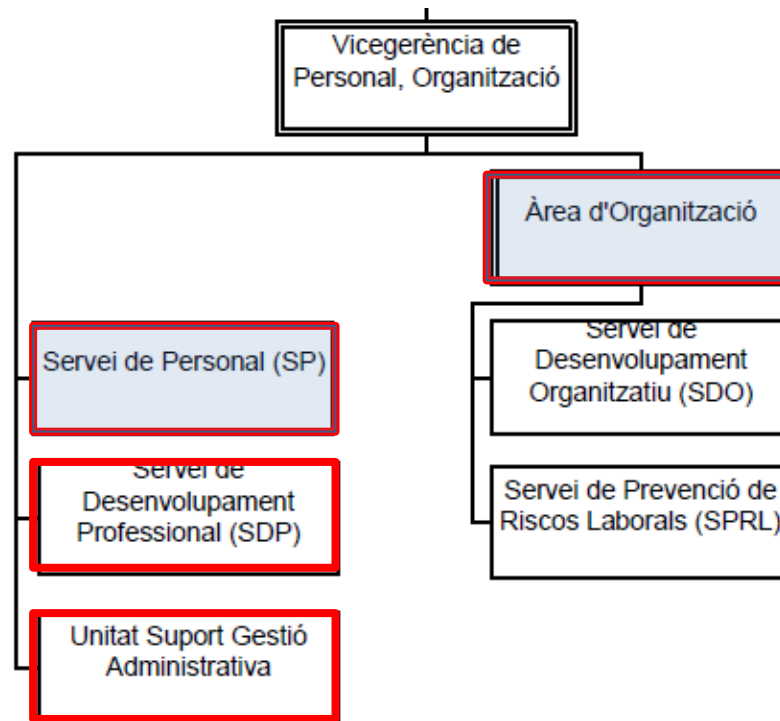 Vicegerència de
Personal, Organització
Àrea d'Organització
Servei de Personal (SP)
Servei de
Desenvolupament
Organitzatiu (SDO)
Servei de
Desenvolupament
Professional (SDP)
Servei de Prevenció de
Riscos Laborals (SPRL)
Unitat Suport Gestió
Administrativa